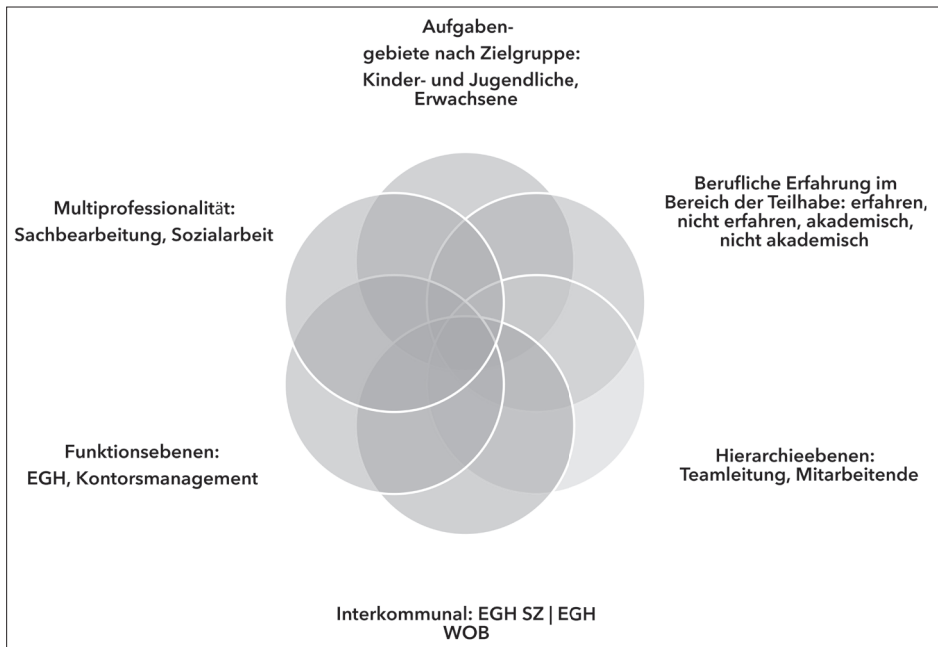 Aufgaben-
gebiete nach Zielgruppe:
Kinder- und Jugendliche,
Erwachsene
Berufliche Erfahrung im
Bereich der Teilhabe: erfahren,
nicht erfahren, akademisch,
nicht akademisch
Multiprofessionalität:
Sachbearbeitung, Sozialarbeit
Funktionsebenen:
EGH, Kontorsmanagement
Hierarchieebenen:
Teamleitung, Mitarbeitende
Interkommunal: EGH SZ | EGH
WOB